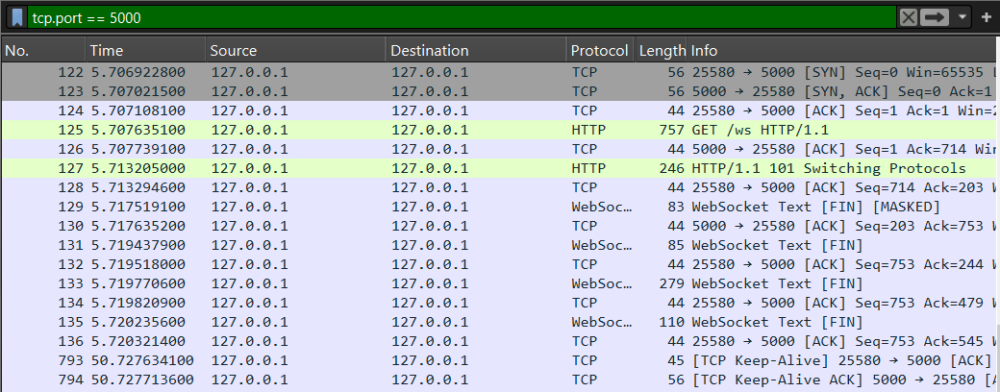 tcp.port == 5000
No. Time Source Destination Protocol Length Info
122 5.706922800 127.0.0.1 127.0.0.1 TCP 56 25580 → 5000 [SYN] Seq=0 Win=65535 L
123 5.707021500 127.0.0.1 127.0.0.1 TCP 56 5000 → 25580 [SYN, ACK] Seq=0 Ack=1
124 5.707108100 127.0.0.1 127.0.0.1 TCP 44 25580 → 5000 [ACK] Seq=1 Ack=1 Win=2
125 5.707635100 127.0.0.1 127.0.0.1 HTTP 757 GET /ws HTTP/1.1
126 5.707739100 127.0.0.1 127.0.0.1 TCP 44 5000 → 25580 [ACK] Seq=1 Ack=714 Win
127 5.713205000 127.0.0.1 127.0.0.1 HTTP 246 HTTP/1.1 101 Switching Protocols
128 5.713294600 127.0.0.1 127.0.0.1 TCP 44 25580 → 5000 [ACK] Seq=714 Ack=203 W
129 5.717519100 127.0.0.1 127.0.0.1 WebSoc… 83 WebSocket Text [FIN] [MASKED]
130 5.717635200 127.0.0.1 127.0.0.1 TCP 44 5000 → 25580 [ACK] Seq=203 Ack=753 W
131 5.719437900 127.0.0.1 127.0.0.1 WebSoc… 85 WebSocket Text [FIN]
132 5.719518000 127.0.0.1 127.0.0.1 TCP 44 25580 → 5000 [ACK] Seq=753 Ack=244 W
133 5.719770600 127.0.0.1 127.0.0.1 WebSoc… 279 WebSocket Text [FIN]
134 5.719820900 127.0.0.1 127.0.0.1 TCP 44 25580 → 5000 [ACK] Seq=753 Ack=479 W
135 5.720235600 127.0.0.1 127.0.0.1 WebSoc… 110 WebSocket Text [FIN]
136 5.720321400 127.0.0.1 127.0.0.1 TCP 44 25580 → 5000 [ACK] Seq=753 Ack=545 W
793 50.727634100 127.0.0.1 127.0.0.1 TCP 45 [TCP Keep-Alive] 25580 → 5000 [ACK]
794 50.727713600 127.0.0.1 127.0.0.1 TCP 56 [TCP Keep-Alive ACK] 5000 → 25580 [A